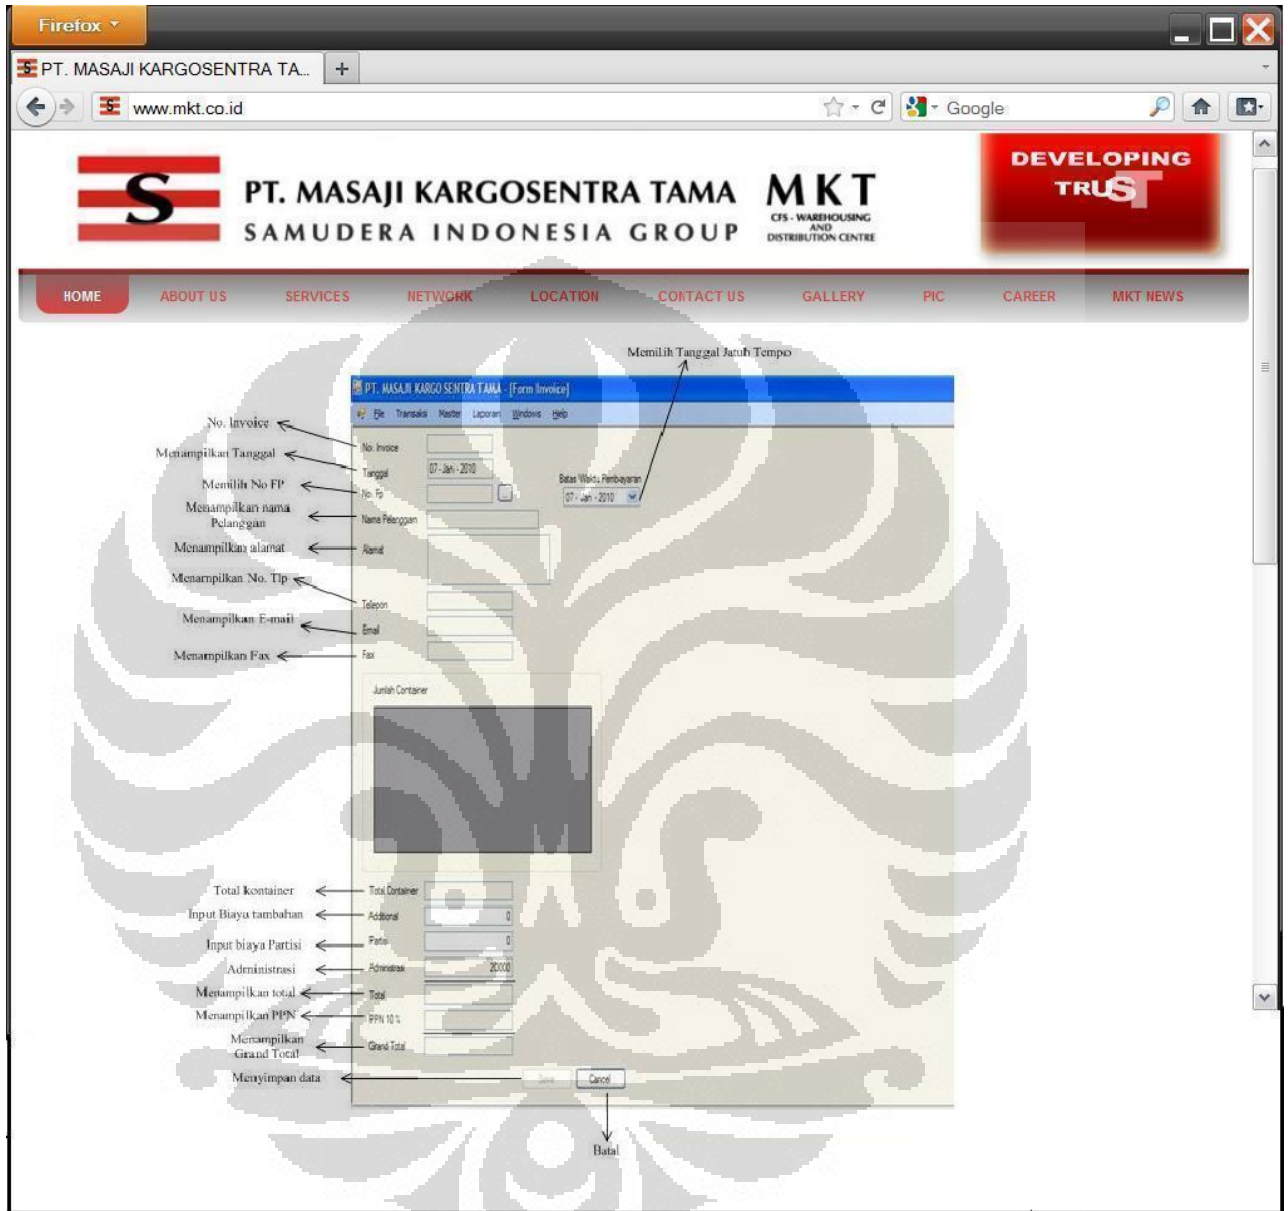 Firefox
PT. MASAJI KARGOSENTRA TA...
www.mkt.co.id
Google
S
PT. MASAJI KARGOSENTRA TAMA
SAMUDERA INDONESIA GROUP
MKT
CFS - WAREHOUSING
AND
DISTRIBUTION CENTRE
DEVELOPING
TRUST
HOME ABOUT US SERVICES NETWORK LOCATION CONTACT US GALLERY PIC CAREER MKT NEWS
Memilih Tanggal Jatuh Tempo
PT. MASAJI KARGO SENTRA TAMA - [Form Invoice]
File Transaksi Master Laporan Windows Help
No. Invoice
No. Invoice
Menampilkan Tanggal
Tanggal
07 - Jan - 2010
Batas Waktu Pembayaran
07 - Jan - 2010
Memilih No FP
No. Fp
...
Menampilkan nama
Pelanggan
Nama Pelanggan
Menampilkan alamat
Alamat
Menampilkan No. Tlp
Telepon
Menampilkan E-mail
Email
Menampilkan Fax
Fax
Jumlah Container
Total kontainer
Total Container
Input Biaya tambahan
Additional
0
Input biaya Partisi
Partisi
0
Administrasi
Administrasi
20000
Menampilkan total
Total
Menampilkan PPN
PPN 10 %
Menampilkan
Grand Total
Grand Total
Menyimpan data
Save
Cancel
Batal